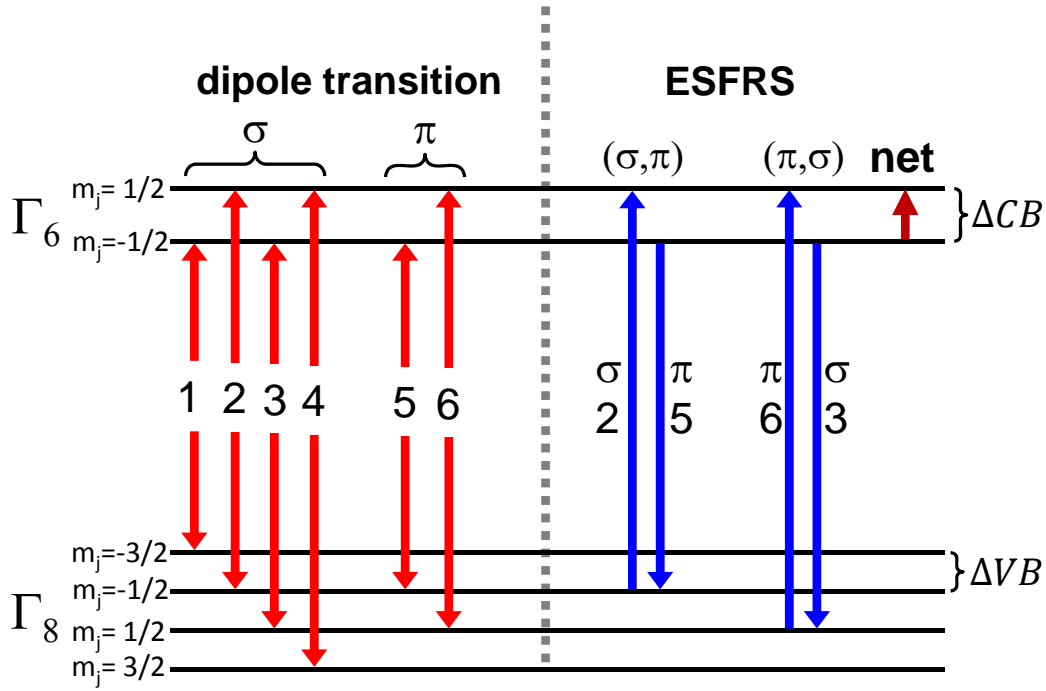 dipole transition
ESFRS
σ
π
(σ,π)
(π,σ)
net
Γ6
mj= 1/2
mj=-1/2
ΔCB
1
2
3
4
5
6
σ
2
π
5
π
6
σ
3
Γ8
mj=-3/2
mj=-1/2
mj= 1/2
mj= 3/2
ΔVB